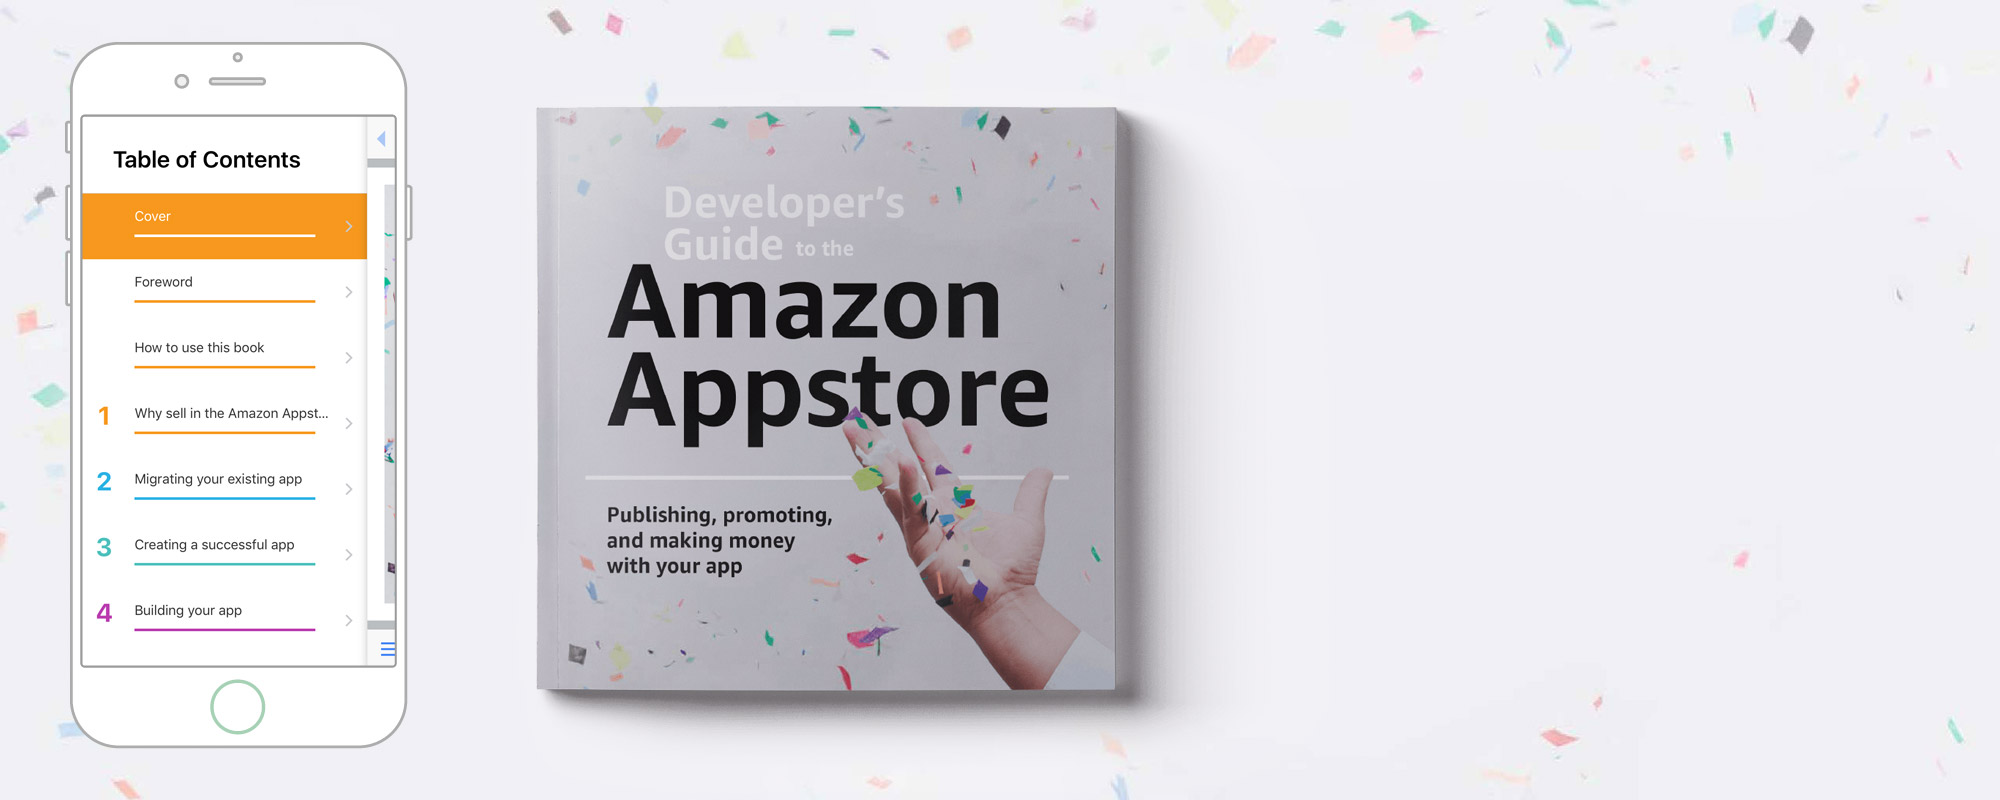 Table of Contents
Cover
Foreword
How to use this book
1 Why sell in the Amazon Appst...
2 Migrating your existing app
3 Creating a successful app
4 Building your app
Developer's
Guide to the
Amazon
Appstore
Publishing, promoting,
and making money
with your app